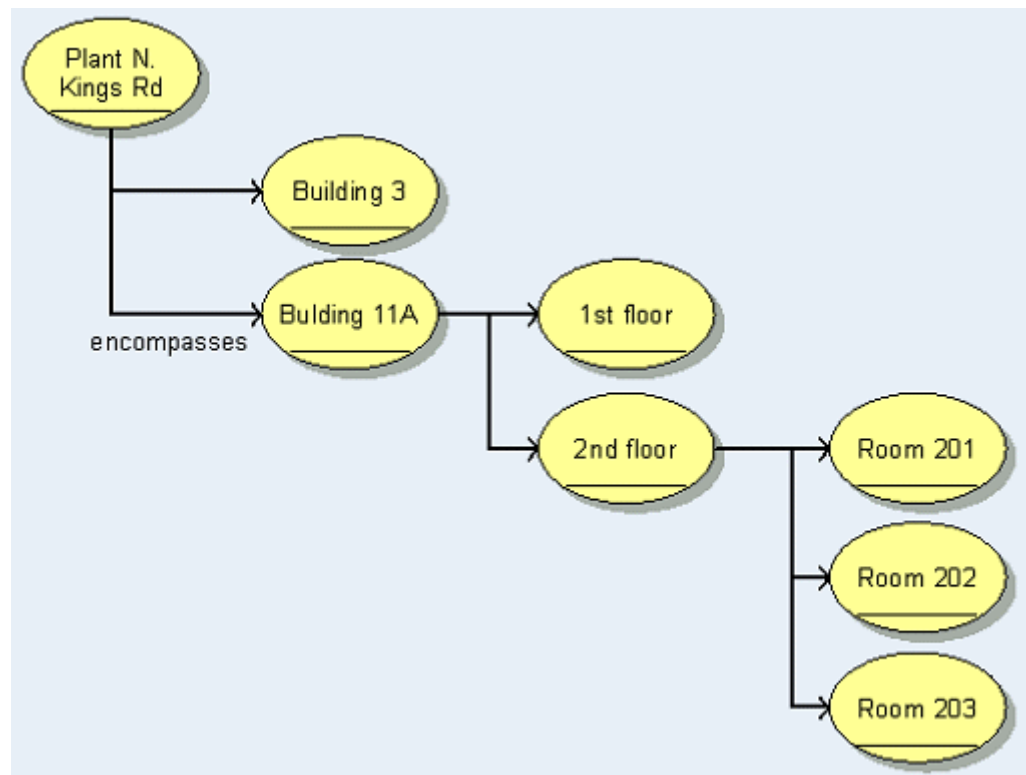 Plant N.
Kings Rd
Building 3
Bulding 11A
1st floor
encompasses
2nd floor
Room 201
Room 202
Room 203